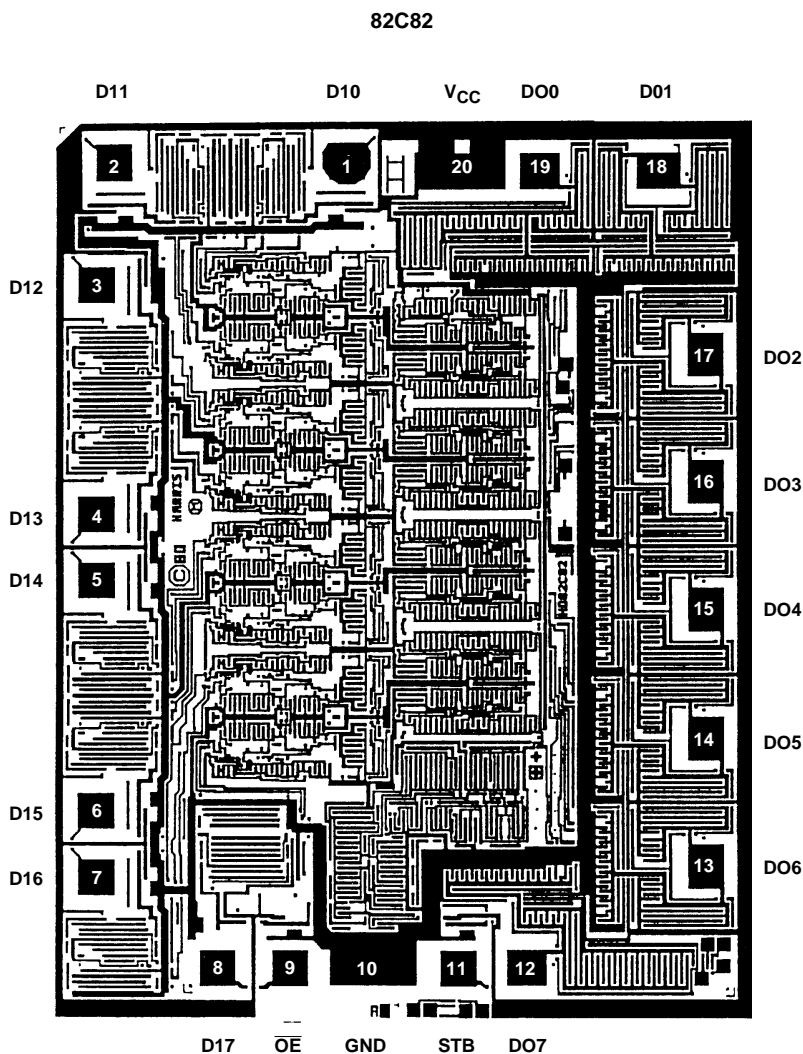 82C82
D11 D10 VCC DO0 D01
2 1 20 19 18
D12 3
17 DO2
16 DO3
HARRIS
D13 4
D14 5
15 DO4
14 DO5
D15 6
D16 7
13 DO6
8 9 10 11 12
D17 OE GND STB DO7